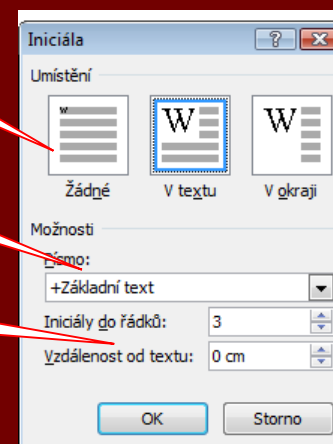 Iniciála
Umístění
W W W
Žádné V textu V okraji
Možnosti
Písmo:
+Základní text
Iniciály do řádků: 3
Vzdálenost od textu: 0 cm
OK Storno